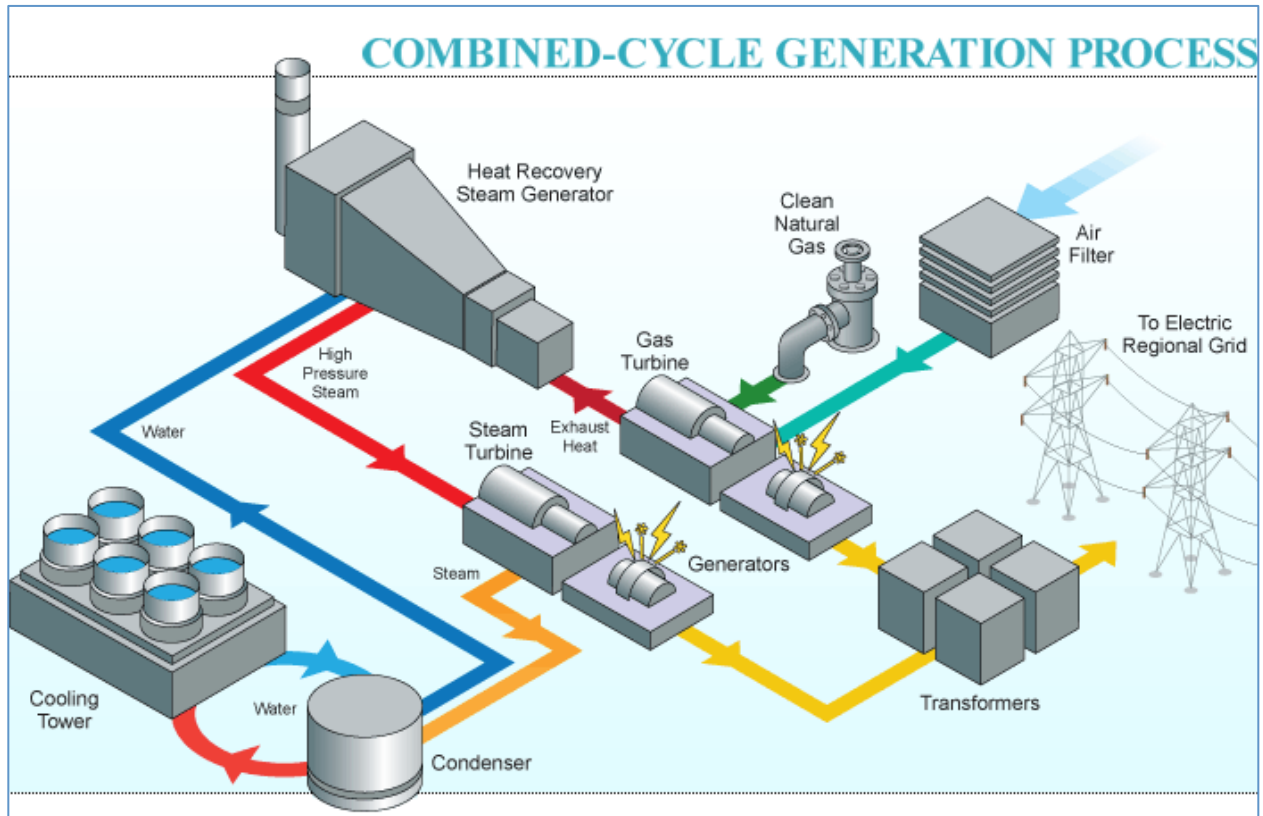 COMBINED-CYCLE GENERATION PROCESS
Heat Recovery
Steam Generator
Clean
Natural
Gas
Air
Filter
To Electric
Regional Grid
Gas
Turbine
High
Pressure
Steam
Water
Steam
Turbine
Exhaust
Heat
Steam
Generators
Cooling
Tower
Water
Condenser
Transformers